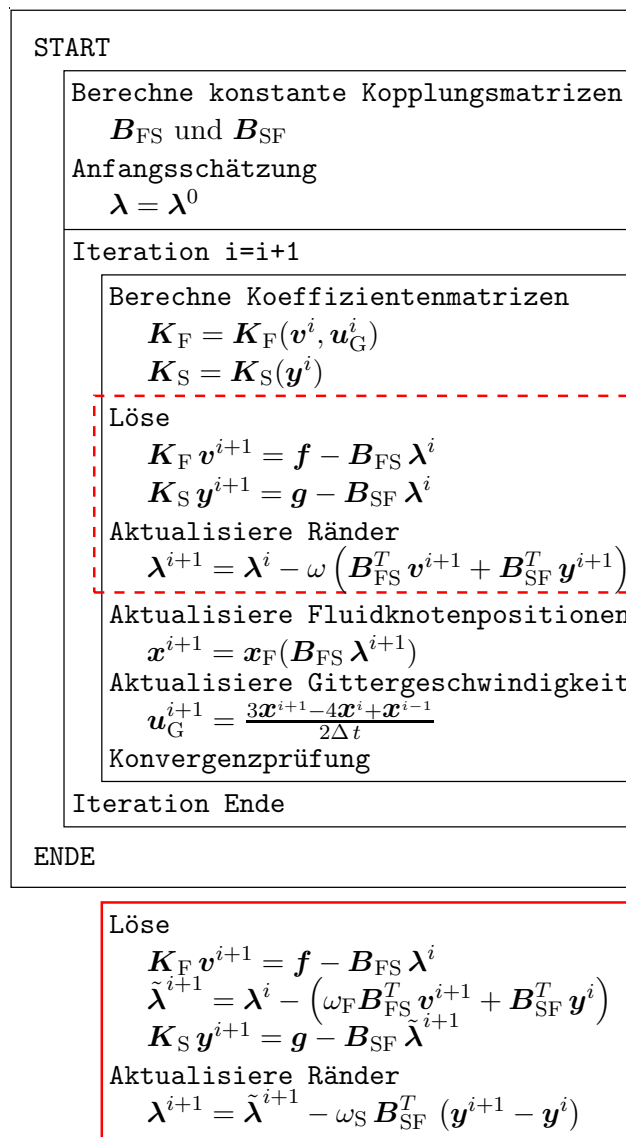 START
Berechne konstante Kopplungsmatrizen
B_FS und B_SF
Anfangsschätzung
λ = λ^0
Iteration i=i+1
Berechne Koeffizientenmatrizen
K_F = K_F(v^i, u_G^i)
K_S = K_S(y^i)
Löse
K_F v^{i+1} = f − B_FS λ^i
K_S y^{i+1} = g − B_SF λ^i
Aktualisiere Ränder
λ^{i+1} = λ^i − ω (B_FS^T v^{i+1} + B_SF^T y^{i+1})
Aktualisiere Fluidknotenpositionen
x^{i+1} = x_F(B_FS λ^{i+1})
Aktualisiere Gittergeschwindigkeit
u_G^{i+1} = \frac{3x^{i+1}−4x^i+x^{i−1}}{2Δ t}
Konvergenzprüfung
Iteration Ende
ENDE
Löse
K_F v^{i+1} = f − B_FS λ^i
λ̃^{i+1} = λ^i − (ω_F B_FS^T v^{i+1} + B_SF^T y^i)
K_S y^{i+1} = g − B_SF λ̃^{i+1}
Aktualisiere Ränder
λ^{i+1} = λ̃^{i+1} − ω_S B_SF^T (y^{i+1} − y^i)